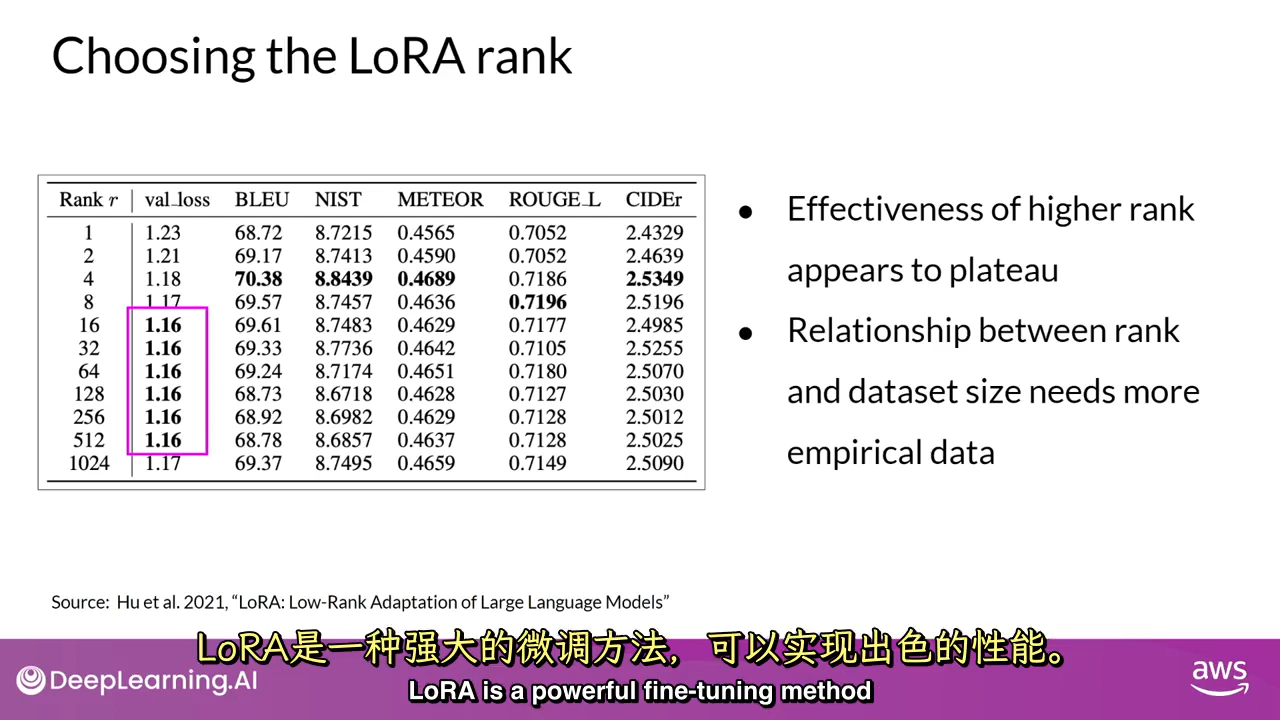 Choosing the LoRA rank
Rank r val_loss BLEU NIST METEOR ROUGE_L CIDEr
1 1.23 68.72 8.7215 0.4565 0.7052 2.4329
2 1.21 69.17 8.7413 0.4590 0.7052 2.4639
4 1.18 70.38 8.8439 0.4689 0.7186 2.5349
8 1.17 69.57 8.7457 0.4636 0.7196 2.5196
16 1.16 69.61 8.7483 0.4629 0.7177 2.4985
32 1.16 69.33 8.7736 0.4642 0.7105 2.5255
64 1.16 69.24 8.7174 0.4651 0.7180 2.5070
128 1.16 68.73 8.6718 0.4628 0.7127 2.5030
256 1.16 68.92 8.6982 0.4629 0.7128 2.5012
512 1.16 68.78 8.6857 0.4637 0.7128 2.5025
1024 1.17 69.37 8.7495 0.4659 0.7149 2.5090
● Effectiveness of higher rank
appears to plateau
● Relationship between rank
and dataset size needs more
empirical data
Source: Hu et al. 2021, “LoRA: Low-Rank Adaptation of Large Language Models”
LoRA是一种强大的微调方法，可以实现出色的性能。
LoRA is a powerful fine-tuning method
DeepLearning.AI
aws